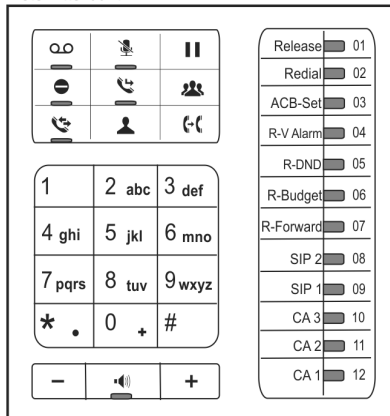 1 2 abc 3 def
4 ghi 5 jkl 6 mno
7 pqrs 8 tuv 9 wxyz
* . 0 + #
- +
Release 01
Redial 02
ACB-Set 03
R-V Alarm 04
R-DND 05
R-Budget 06
R-Forward 07
SIP 2 08
SIP 1 09
CA 3 10
CA 2 11
CA 1 12